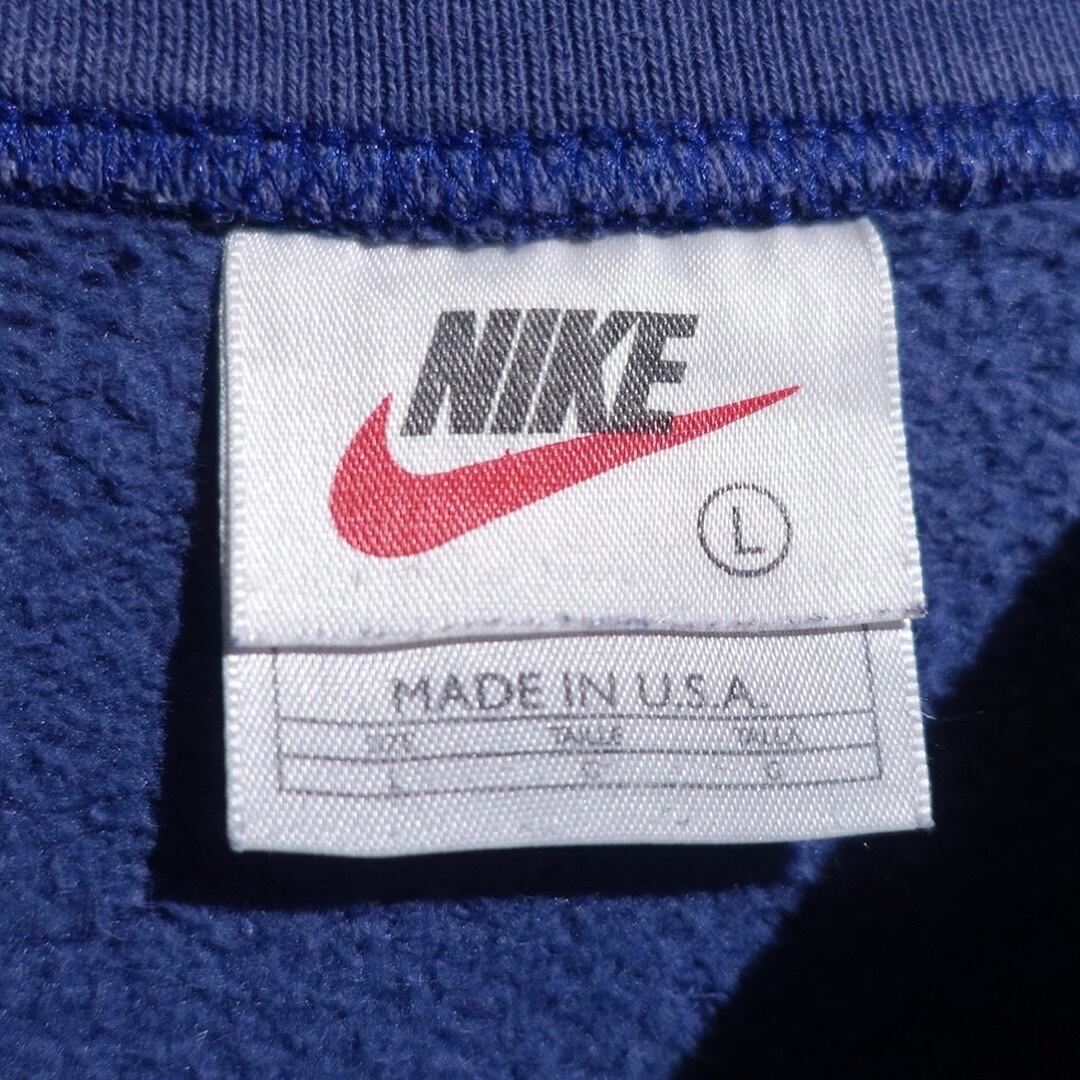 NIKE
L
MADE IN U.S.A.
SIZE TAILLE TALLA
L G G